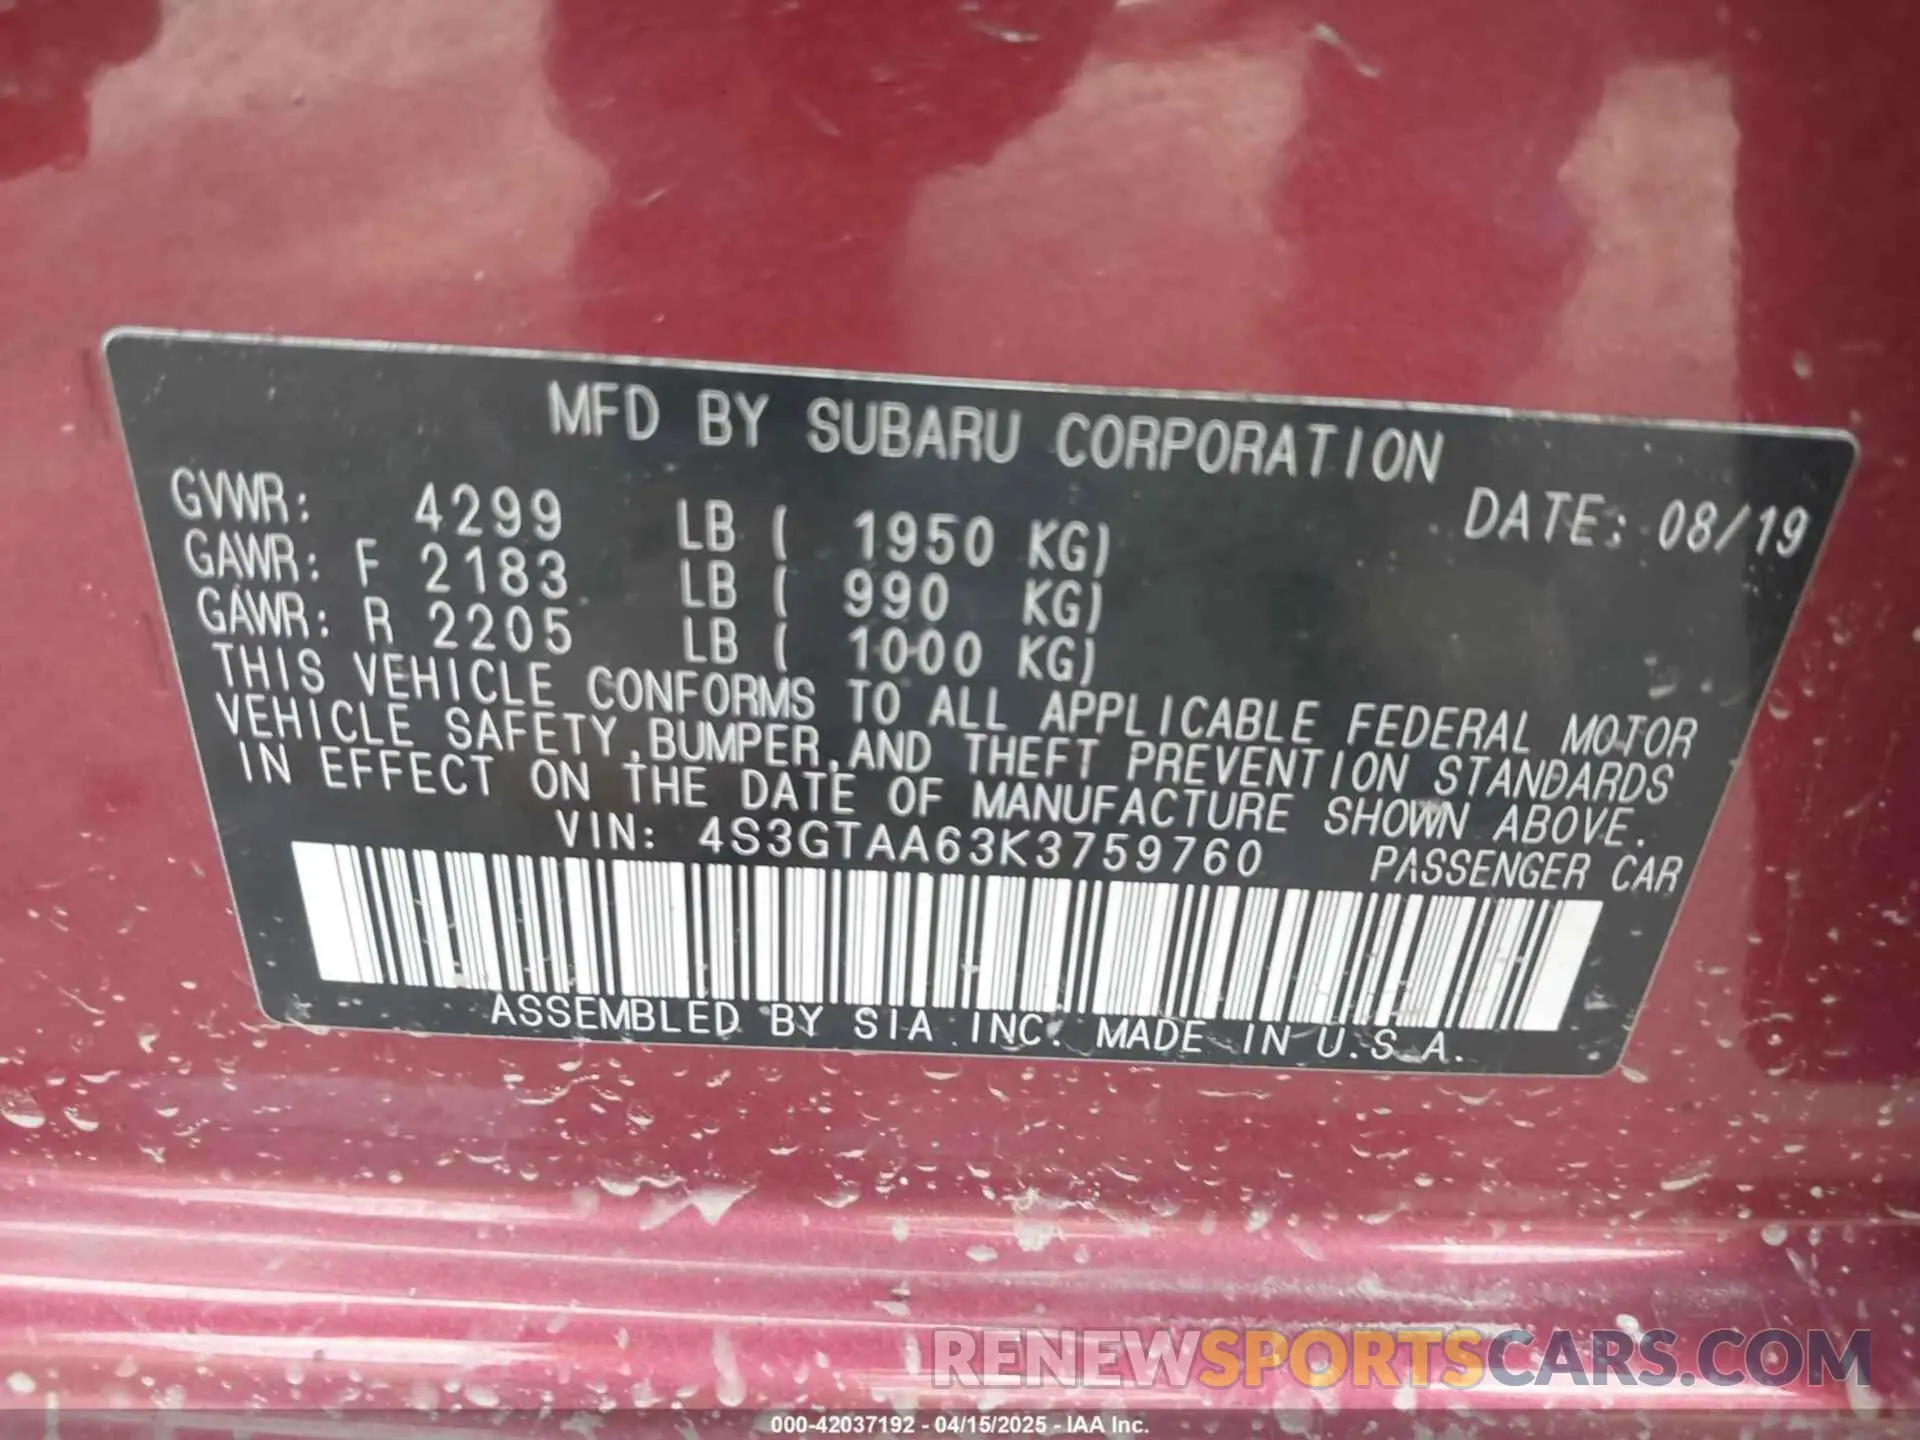 MFD BY SUBARU CORPORATION
GVWR: 4299 LB ( 1950 KG) DATE: 08/19
GAWR: F 2183 LB ( 990 KG)
GAWR: R 2205 LB ( 1000 KG)
THIS VEHICLE CONFORMS TO ALL APPLICABLE FEDERAL MOTOR
VEHICLE SAFETY,BUMPER,AND THEFT PREVENTION STANDARDS
IN EFFECT ON THE DATE OF MANUFACTURE SHOWN ABOVE.
VIN: 4S3GTAA63K3759760 PASSENGER CAR
ASSEMBLED BY SIA INC. MADE IN U.S.A.
RENEWSPORTSCARS.COM
000-42037192 - 04/15/2025 - IAA Inc.